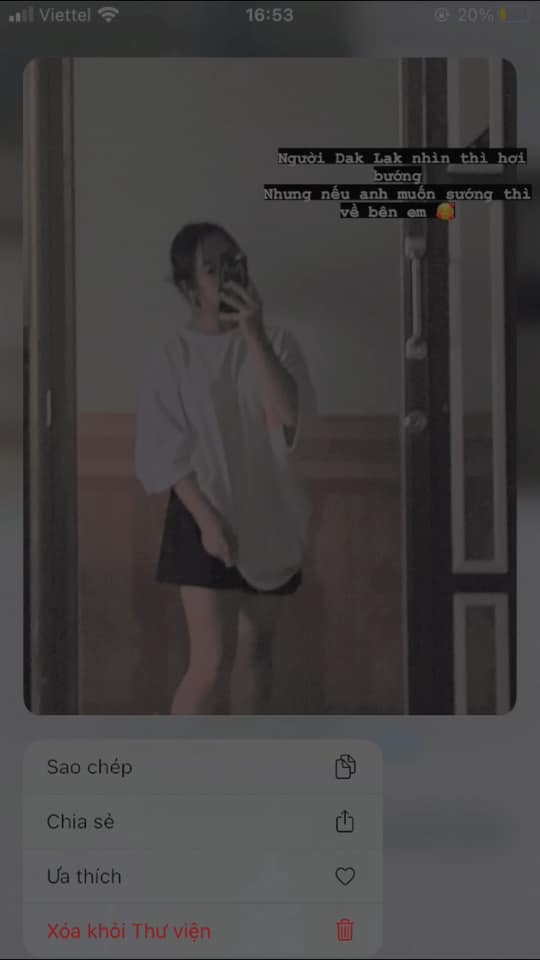 Viettel 16:53 20%
Người Dak Lak nhìn thì hơi
bướng
Nhưng nếu anh muốn sướng thì
về bên em 🥰
Sao chép
Chia sẻ
Ưa thích
Xóa khỏi Thư viện